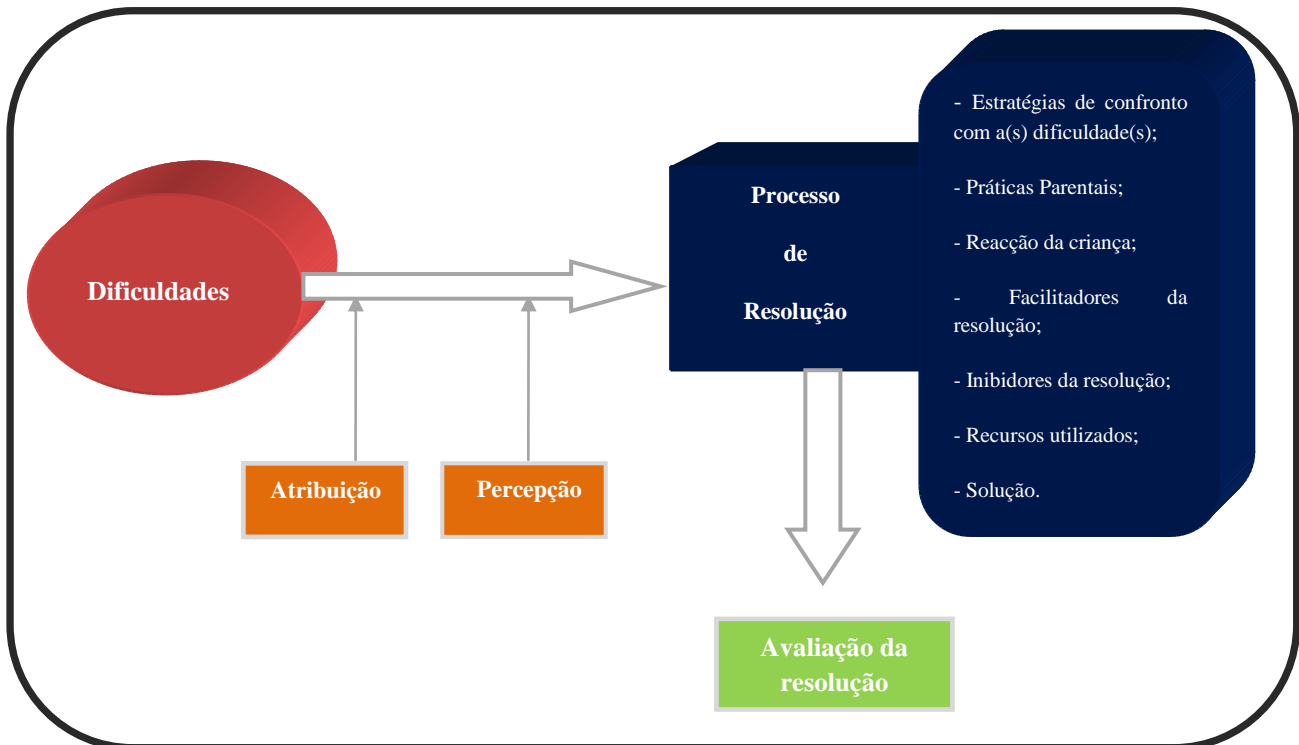 Dificuldades
Atribuição
Percepção
Processo
de
Resolução
- Estratégias de confronto
com a(s) dificuldade(s);
- Práticas Parentais;
- Reacção da criança;
- Facilitadores da
resolução;
- Inibidores da resolução;
- Recursos utilizados;
- Solução.
Avaliação da
resolução